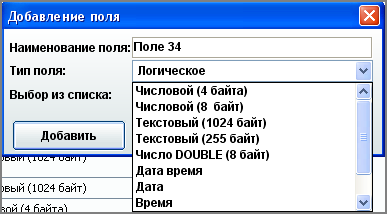 Добавление поля
Наименование поля: Поле 34
Тип поля: Логическое
Выбор из списка:
Числовой (4 байта)
Числовой (8 байт)
Текстовый (1024 байт)
Текстовый (255 байт)
Число DOUBLE (8 байт)
Дата время
Дата
Время
Добавить
овый (1024 байт)
овый (1024 байт)
овой (4 байта)